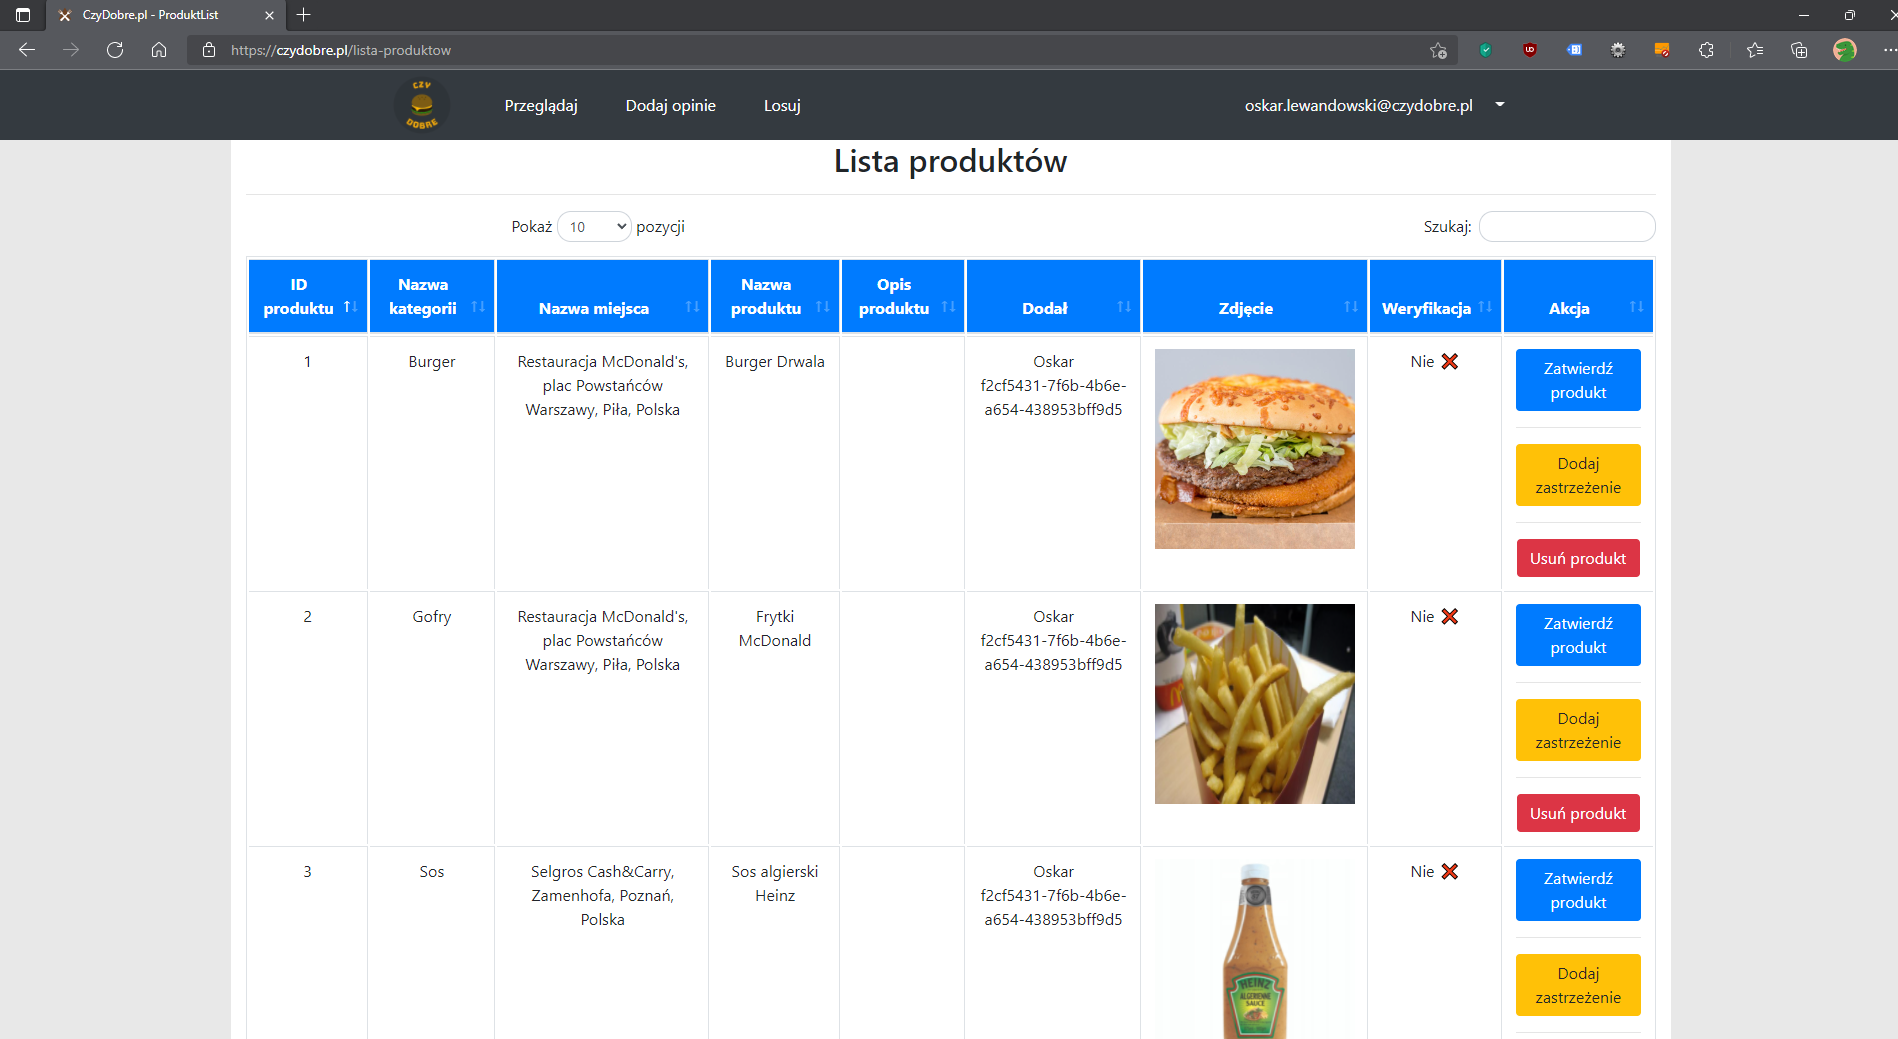 CzyDobre.pl - ProduktList
https://czydobre.pl/lista-produktow
CZY
DOBRE
Przeglądaj
Dodaj opinie
Losuj
oskar.lewandowski@czydobre.pl
Lista produktów
Pokaż 10 pozycji
Szukaj:
ID
produktu
Nazwa
kategorii
Nazwa miejsca
Nazwa
produktu
Opis
produktu
Dodał
Zdjęcie
Weryfikacja
Akcja
1
Burger
Restauracja McDonald's,
plac Powstańców
Warszawy, Piła, Polska
Burger Drwala
Oskar
f2cf5431-7f6b-4b6e-
a654-438953bff9d5
Nie
Zatwierdź
produkt
Dodaj
zastrzeżenie
Usuń produkt
2
Gofry
Restauracja McDonald's,
plac Powstańców
Warszawy, Piła, Polska
Frytki
McDonald
Oskar
f2cf5431-7f6b-4b6e-
a654-438953bff9d5
Nie
Zatwierdź
produkt
Dodaj
zastrzeżenie
Usuń produkt
3
Sos
Selgros Cash&Carry,
Zamenhofa, Poznań,
Polska
Sos algierski
Heinz
Oskar
f2cf5431-7f6b-4b6e-
a654-438953bff9d5
HEINZ
ALGERIENNE
SAUCE
Nie
Zatwierdź
produkt
Dodaj
zastrzeżenie